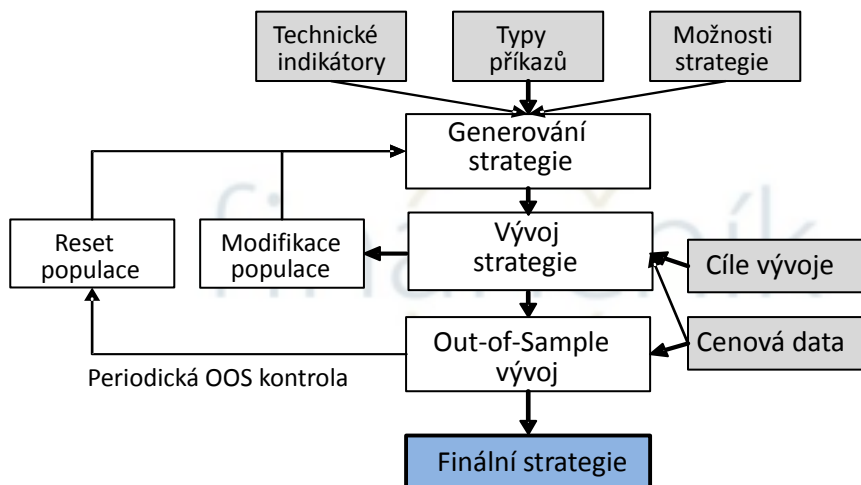 Technické
indikátory
Typy
příkazů
Možnosti
strategie
Generování
strategie
Reset
populace
Modifikace
populace
Vývoj
strategie
Cíle vývoje
Out-of-Sample
vývoj
Cenová data
Periodická OOS kontrola
Finální strategie
finančník